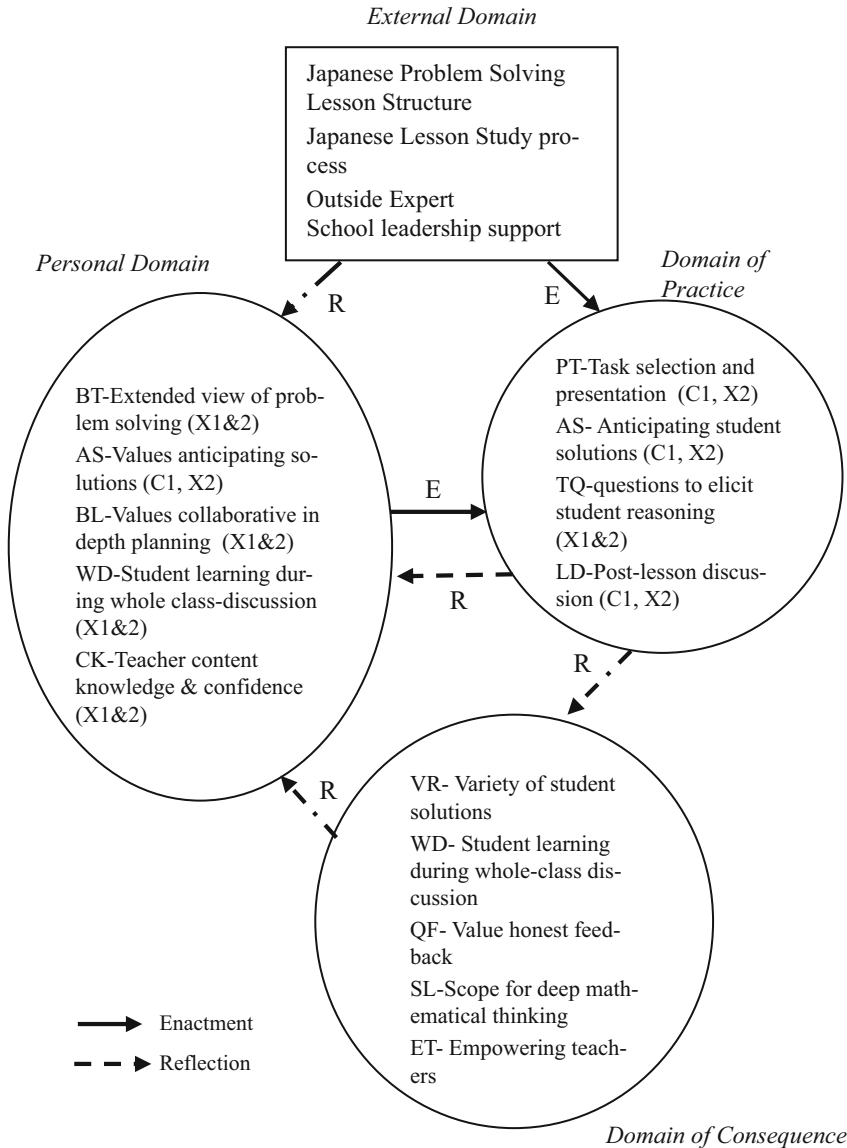 External Domain
Japanese Problem Solving
Lesson Structure
Japanese Lesson Study pro-
cess
Outside Expert
School leadership support
Personal Domain
Domain of
Practice
R
E
BT-Extended view of prob-
lem solving (X1&2)
AS-Values anticipating so-
lutions (C1, X2)
BL-Values collaborative in
depth planning (X1&2)
WD-Student learning dur-
ing whole class-discussion
(X1&2)
CK-Teacher content
knowledge & confidence
(X1&2)
E
R
PT-Task selection and
presentation (C1, X2)
AS- Anticipating student
solutions (C1, X2)
TQ-questions to elicit
student reasoning
(X1&2)
LD-Post-lesson discus-
sion (C1, X2)
R
R
VR- Variety of student
solutions
WD- Student learning
during whole-class dis-
cussion
QF- Value honest feed-
back
SL-Scope for deep math-
ematical thinking
ET- Empowering teach-
ers
Enactment
Reflection
Domain of Consequence